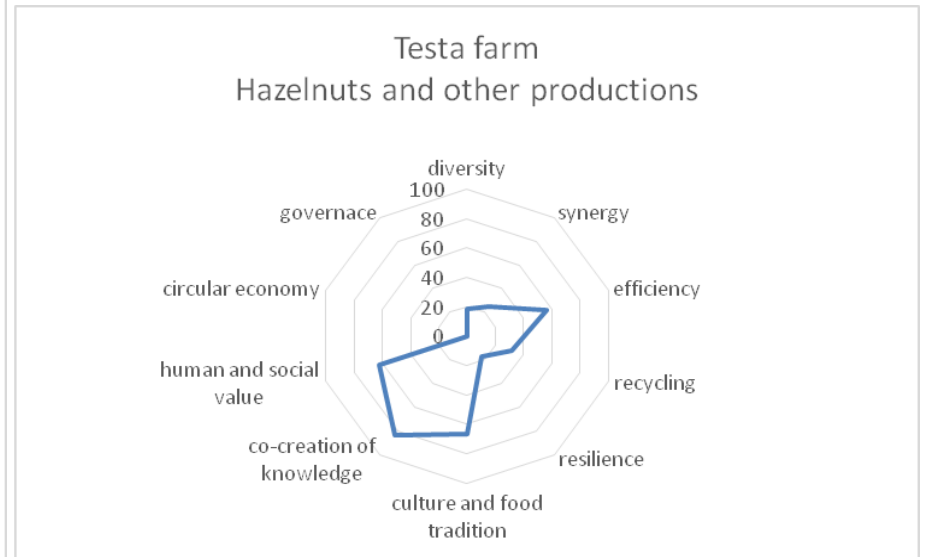 Testa farm
Hazelnuts and other productions
diversity
100
80
60
40
20
0
synergy
efficiency
recycling
resilience
culture and food
tradition
co-creation of
knowledge
human and social
value
circular economy
governace